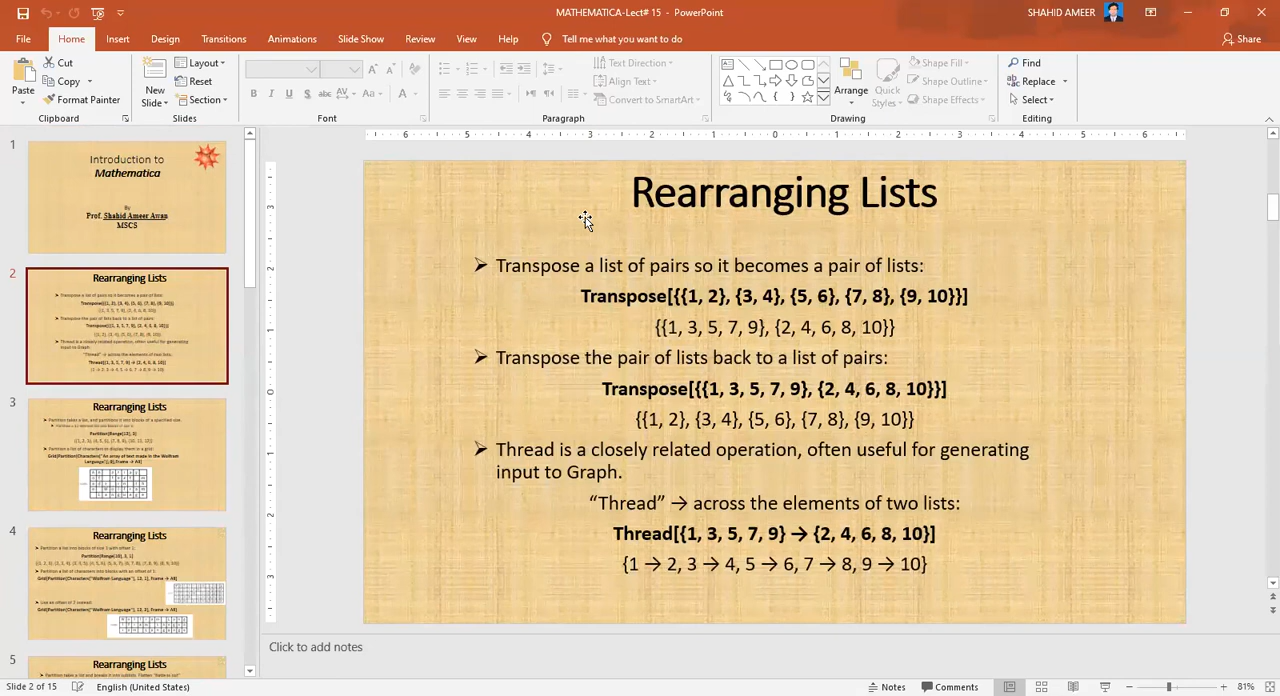 MATHEMATICA-Lect# 15 - PowerPoint
SHAHID AMEER
File Home Insert Design Transitions Animations Slide Show Review View Help Tell me what you want to do Share
Paste
Cut
Copy
Format Painter
Clipboard
New Slide
Layout
Reset
Section
Slides
Font
Text Direction
Align Text
Convert to SmartArt
Paragraph
Arrange
Quick Styles
Shape Fill
Shape Outline
Shape Effects
Drawing
Find
Replace
Select
Editing
1
Introduction to
Mathematica
By
Prof. Shahid Ameer Awan
MSCS
2
Rearranging Lists
3
Rearranging Lists
4
Rearranging Lists
5
Rearranging Lists
Rearranging Lists
➢ Transpose a list of pairs so it becomes a pair of lists:
Transpose[{{1, 2}, {3, 4}, {5, 6}, {7, 8}, {9, 10}}]
{{1, 3, 5, 7, 9}, {2, 4, 6, 8, 10}}
➢ Transpose the pair of lists back to a list of pairs:
Transpose[{{1, 3, 5, 7, 9}, {2, 4, 6, 8, 10}}]
{{1, 2}, {3, 4}, {5, 6}, {7, 8}, {9, 10}}
➢ Thread is a closely related operation, often useful for generating
input to Graph.
“Thread” → across the elements of two lists:
Thread[{1, 3, 5, 7, 9} → {2, 4, 6, 8, 10}]
{1 → 2, 3 → 4, 5 → 6, 7 → 8, 9 → 10}
Click to add notes
Slide 2 of 15 English (United States) Notes Comments 81%